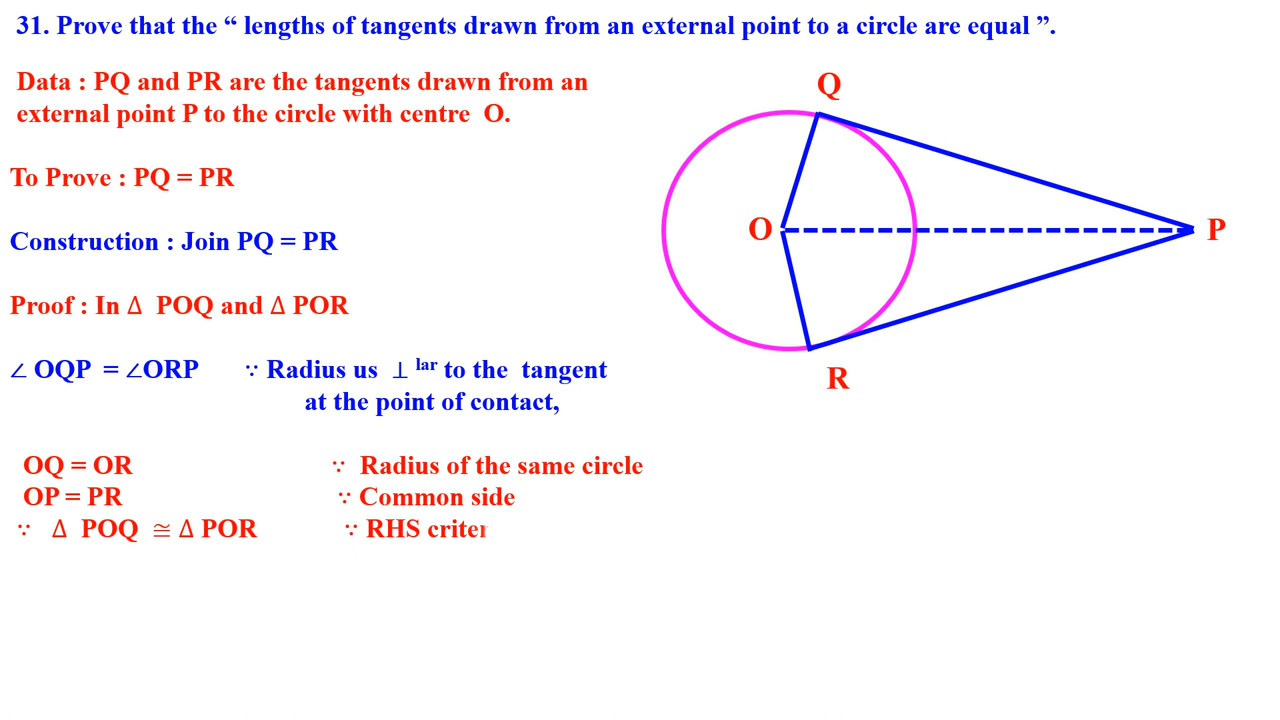 31. Prove that the “ lengths of tangents drawn from an external point to a circle are equal ”.
Data : PQ and PR are the tangents drawn from an
external point P to the circle with centre O.
To Prove : PQ = PR
Construction : Join PQ = PR
Proof : In Δ POQ and Δ POR
∠ OQP = ∠ORP ∵ Radius us ⊥ lar to the tangent
at the point of contact,
OQ = OR ∵ Radius of the same circle
OP = PR ∵ Common side
∵ Δ POQ ≅ Δ POR ∵ RHS criter
Q
O
P
R